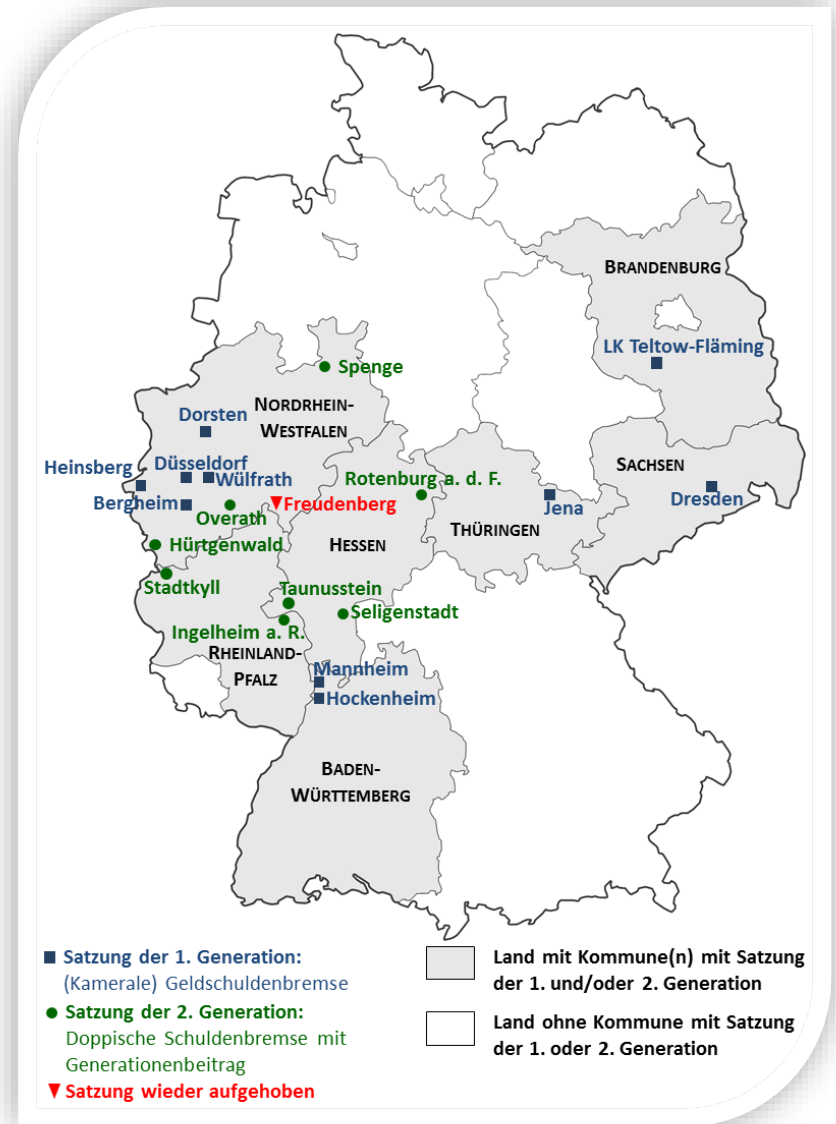 BRANDENBURG
LK Teltow-Fläming
Spenge
NORDRHEIN-
WESTFALEN
Dorsten
Heinsberg
Düsseldorf
Wülfrath
Bergheim
Overath
Freudenberg
Rotenburg a. d. F.
SACHSEN
Dresden
Jena
THÜRINGEN
HESSEN
Hürtgenwald
Stadtkyll
Taunusstein
Seligenstadt
Ingelheim a. R.
RHEINLAND-
PFALZ
Mannheim
Hockenheim
BADEN-
WÜRTTEMBERG
Satzung der 1. Generation:
(Kamerale) Geldschuldenbremse
Satzung der 2. Generation:
Doppische Schuldenbremse mit
Generationenbeitrag
Satzung wieder aufgehoben
Land mit Kommune(n) mit Satzung
der 1. und/oder 2. Generation
Land ohne Kommune mit Satzung
der 1. oder 2. Generation